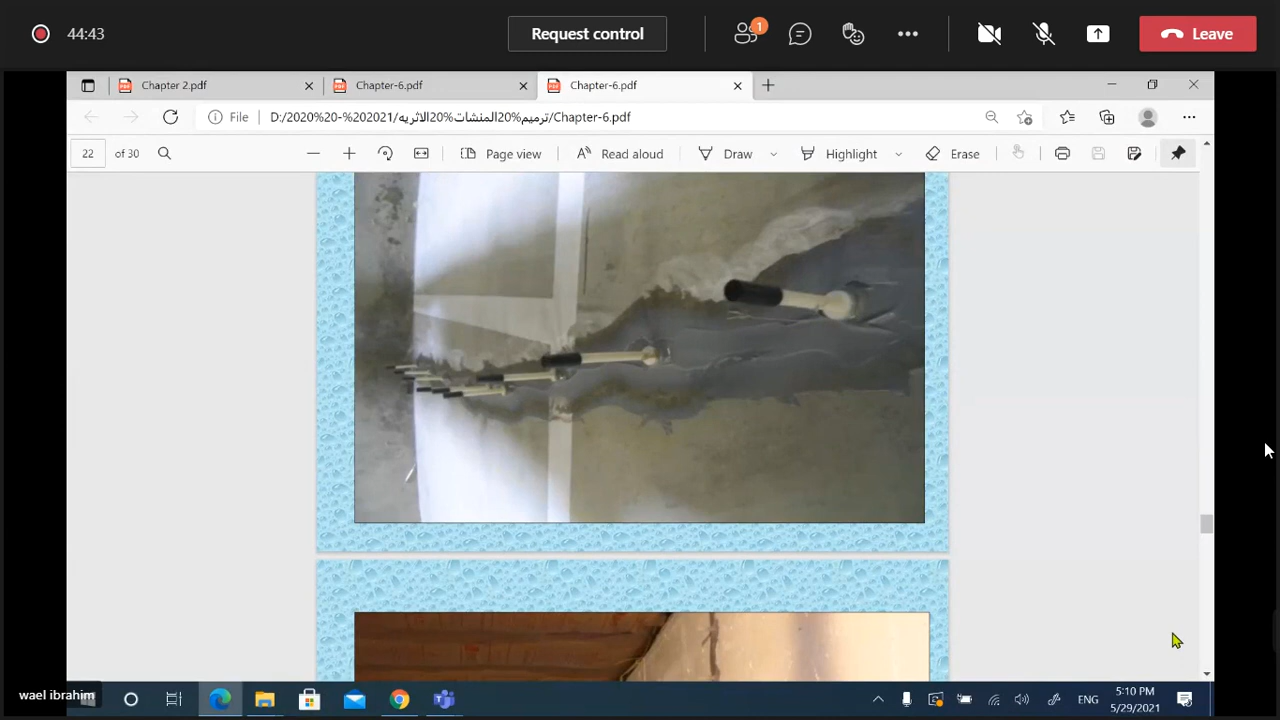 44:43
Request control
1
Leave
Chapter 2.pdf
Chapter-6.pdf
Chapter-6.pdf
File
D:/2020%20-%202021/ترميم%20المنشات%20الاثريه/Chapter-6.pdf
22
of 30
Page view
Read aloud
Draw
Highlight
Erase
wael ibrahim
ENG
5:10 PM
5/29/2021